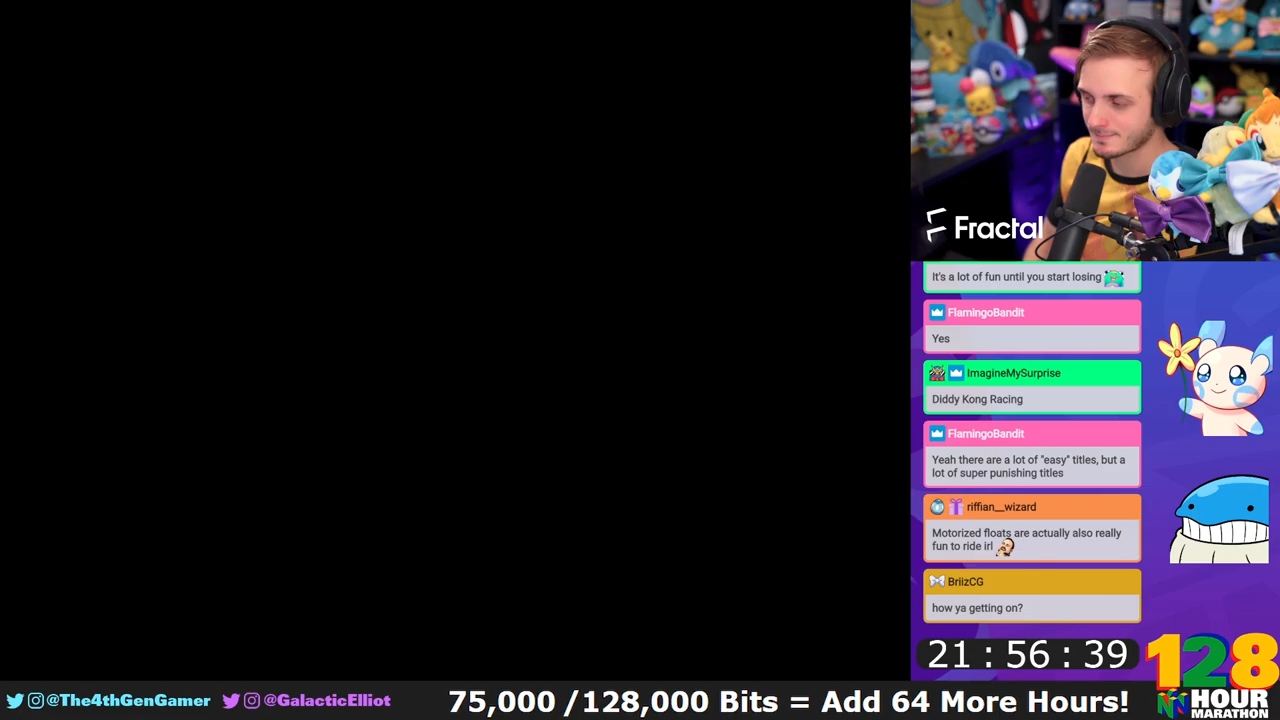 Fractal
It's a lot of fun until you start losing
FlamingoBandit
Yes
ImagineMySurprise
Diddy Kong Racing
FlamingoBandit
Yeah there are a lot of "easy" titles, but a
lot of super punishing titles
riffian__wizard
Motorized floats are actually also really
fun to ride irl
BriizCG
how ya getting on?
21:56:39
128
HOUR
MARATHON
@The4thGenGamer
@GalacticElliot
75,000 /128,000 Bits = Add 64 More Hours!